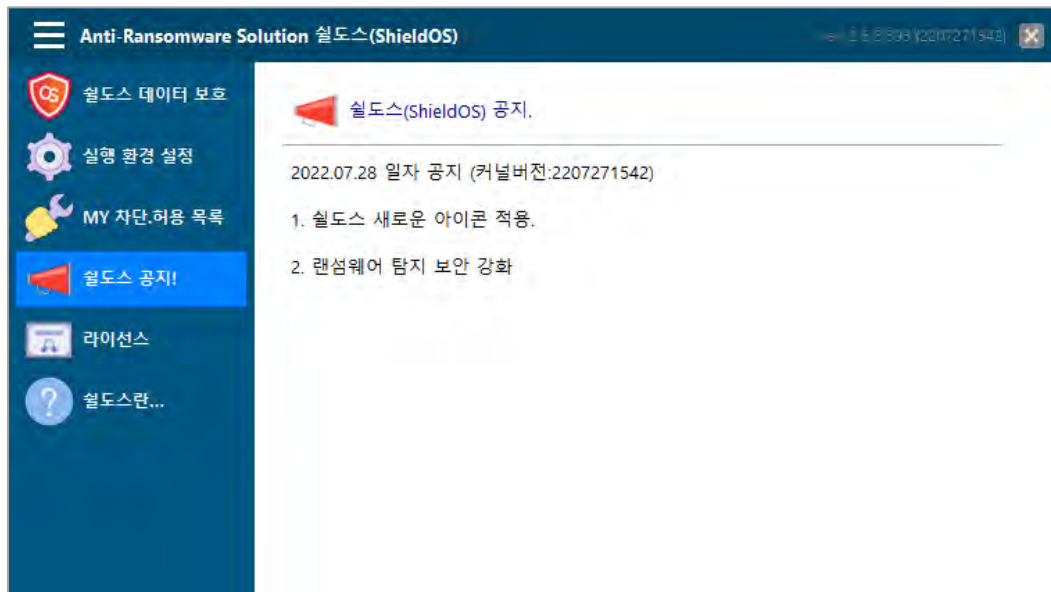 Anti-Ransomware Solution 쉴도스(ShieldOS)
OS
쉴도스 데이터 보호
실행 환경 설정
MY 차단.허용 목록
쉴도스 공지!
라이선스
쉴도스란...
쉴도스(ShieldOS) 공지.
2022.07.28 일자 공지 (커널버전:2207271542)
1. 쉴도스 새로운 아이콘 적용.
2. 랜섬웨어 탐지 보안 강화